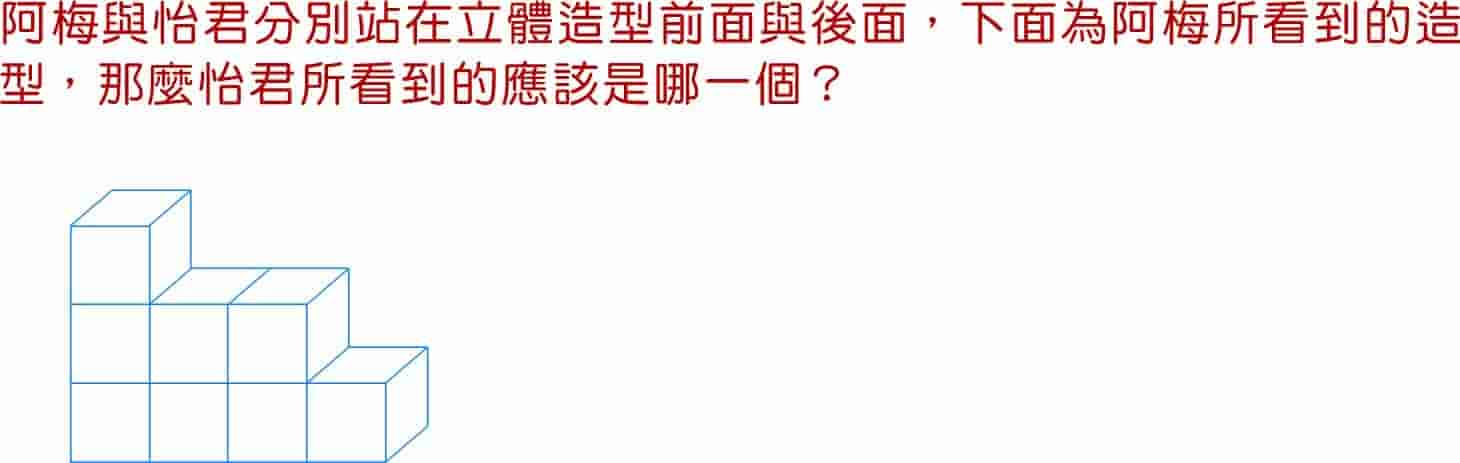 阿梅與怡君分別站在立體造型前面與後面，下面為阿梅所看到的造
型，那麼怡君所看到的應該是哪一個？